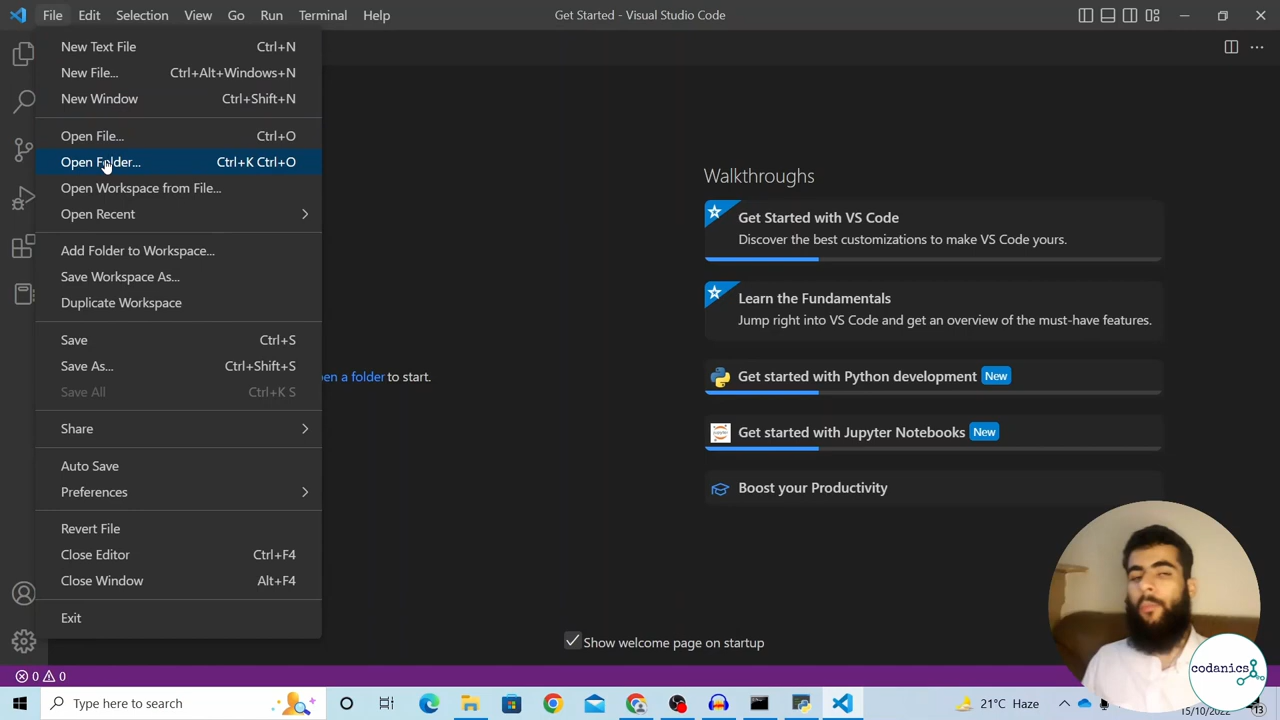 File Edit Selection View Go Run Terminal Help
Get Started - Visual Studio Code
New Text File Ctrl+N
New File... Ctrl+Alt+Windows+N
New Window Ctrl+Shift+N
Open File... Ctrl+O
Open Folder... Ctrl+K Ctrl+O
Open Workspace from File...
Open Recent
Add Folder to Workspace...
Save Workspace As...
Duplicate Workspace
Save Ctrl+S
Save As... Ctrl+Shift+S
Save All Ctrl+K S
Share
Auto Save
Preferences
Revert File
Close Editor Ctrl+F4
Close Window Alt+F4
Exit
en a folder to start.
Walkthroughs
Get Started with VS Code
Discover the best customizations to make VS Code yours.
Learn the Fundamentals
Jump right into VS Code and get an overview of the must-have features.
Get started with Python development New
Get started with Jupyter Notebooks New
Boost your Productivity
Show welcome page on startup
codanics
0 0
Type here to search
21°C Haze
15/10/2022
13